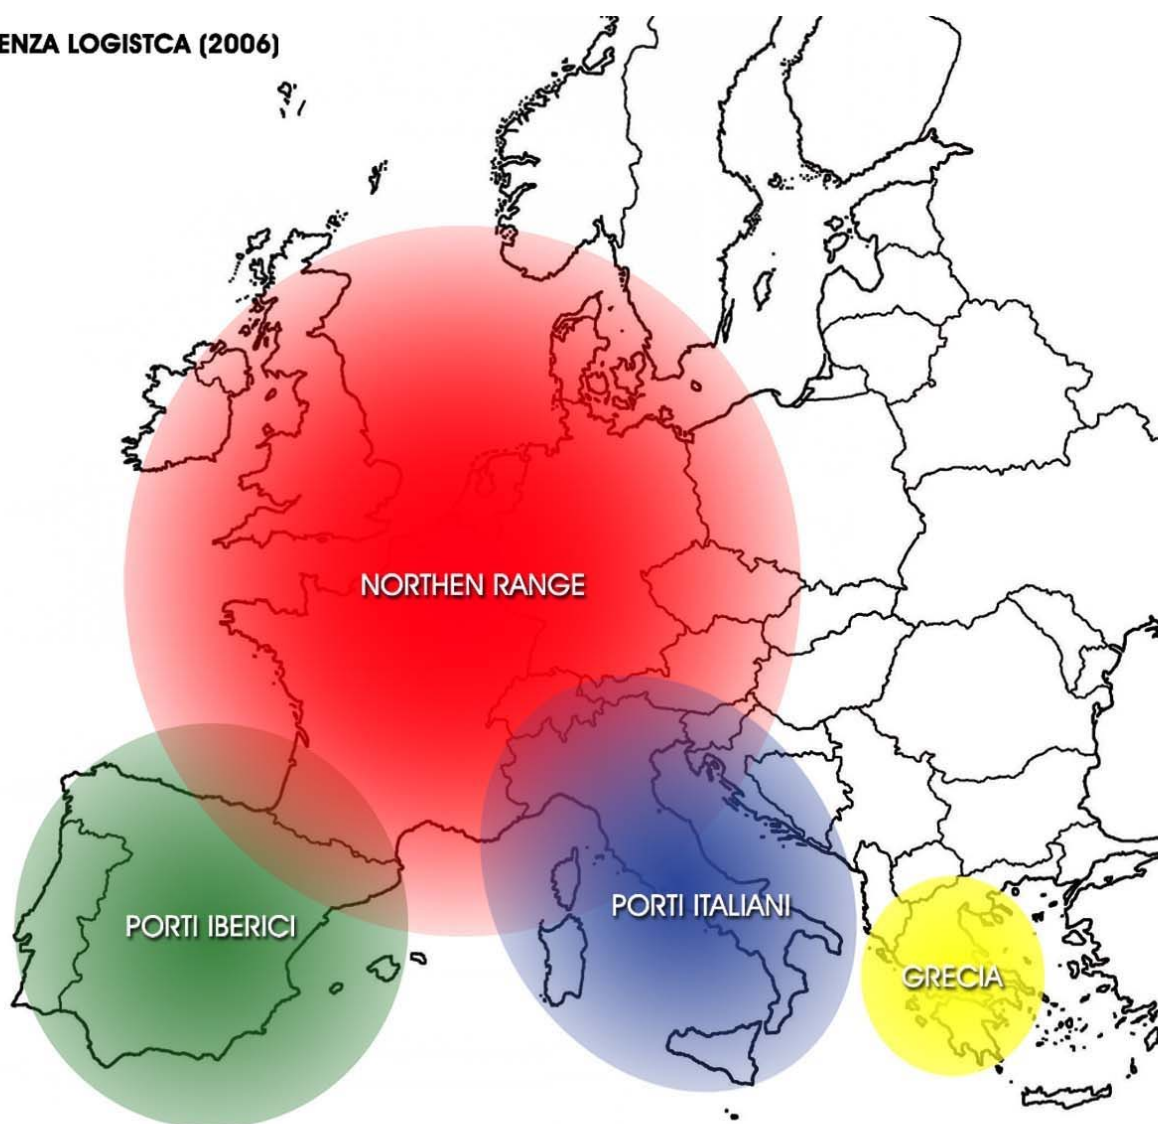 ENZA LOGISTCA (2006)
NORTHEN RANGE
PORTI ITALIANI
PORTI IBERICI
GRECIA